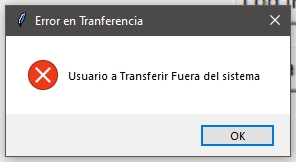 Error en Tranferencia
Usuario a Transferir Fuera del sistema
OK